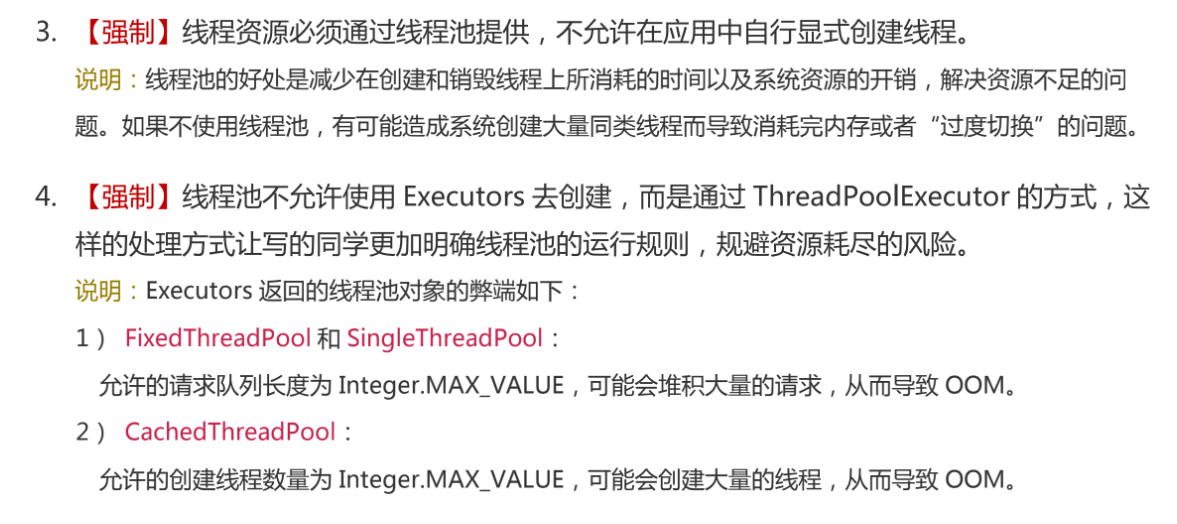 3. 【强制】线程资源必须通过线程池提供，不允许在应用中自行显式创建线程。
说明：线程池的好处是减少在创建和销毁线程上所消耗的时间以及系统资源的开销，解决资源不足的问
题。如果不使用线程池，有可能造成系统创建大量同类线程而导致消耗完内存或者“过度切换”的问题。
4. 【强制】线程池不允许使用 Executors 去创建，而是通过 ThreadPoolExecutor 的方式，这
样的处理方式让写的同学更加明确线程池的运行规则，规避资源耗尽的风险。
说明：Executors 返回的线程池对象的弊端如下：
1） FixedThreadPool 和 SingleThreadPool：
允许的请求队列长度为 Integer.MAX_VALUE，可能会堆积大量的请求，从而导致 OOM。
2） CachedThreadPool：
允许的创建线程数量为 Integer.MAX_VALUE，可能会创建大量的线程，从而导致 OOM。